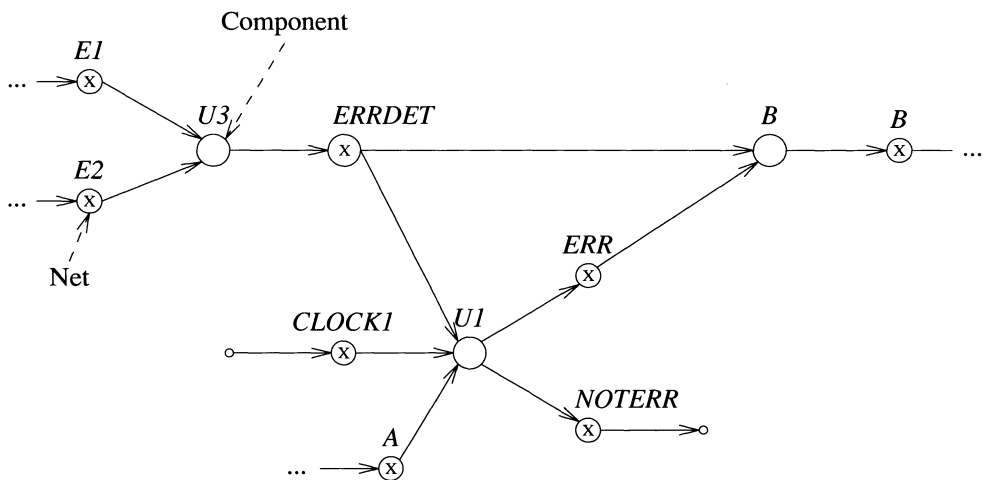 Component
E1
... x
U3
ERRDET
B
B
x
x ...
E2
... x
ERR
x
Net
CLOCK1
U1
x
NOTERR
A
x
... x